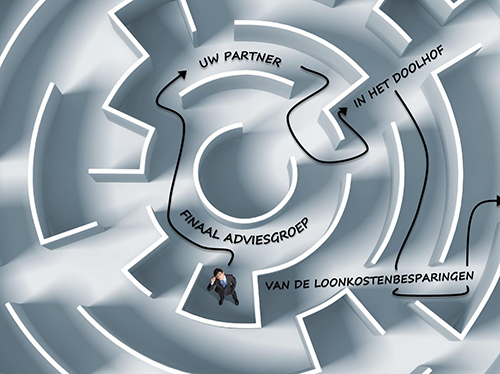 FINAAL ADVIESGROEP
UW PARTNER
IN HET DOOLHOF
VAN DE LOONKOSTENBESPARINGEN